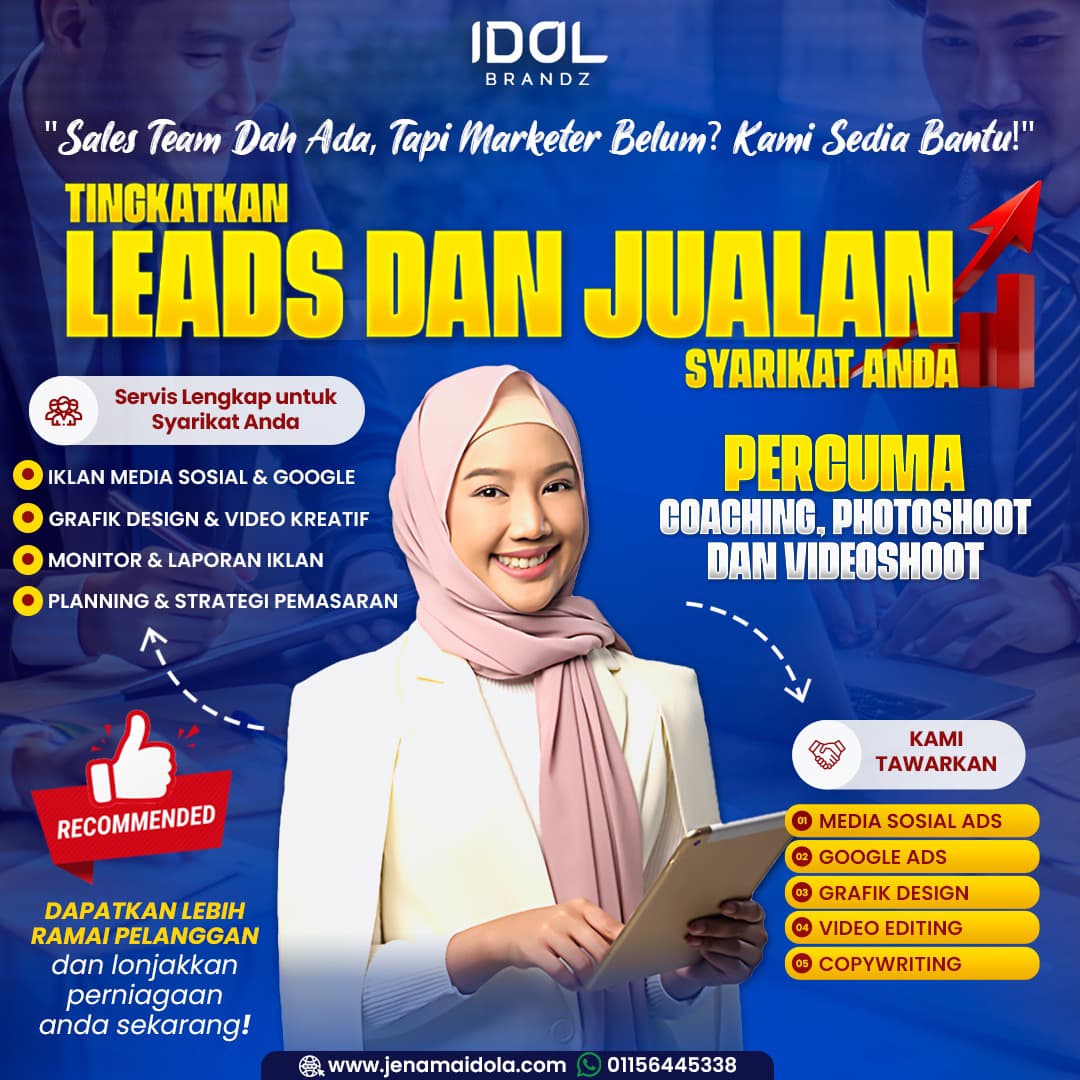 IDOL
BRANDZ
"Sales Team Dah Ada, Tapi Marketer Belum? Kami Sedia Bantu!"
TINGKATKAN
LEADS DAN JUALAN
SYARIKAT ANDA
Servis Lengkap untuk
Syarikat Anda
IKLAN MEDIA SOSIAL & GOOGLE
GRAFIK DESIGN & VIDEO KREATIF
MONITOR & LAPORAN IKLAN
PLANNING & STRATEGI PEMASARAN
PERCUMA
COACHING, PHOTOSHOOT
DAN VIDEOSHOOT
RECOMMENDED
DAPATKAN LEBIH
RAMAI PELANGGAN
dan lonjakkan
perniagaan
anda sekarang!
KAMI
TAWARKAN
01 MEDIA SOSIAL ADS
02 GOOGLE ADS
03 GRAFIK DESIGN
04 VIDEO EDITING
05 COPYWRITING
www.jenamaidola.com 01156445338